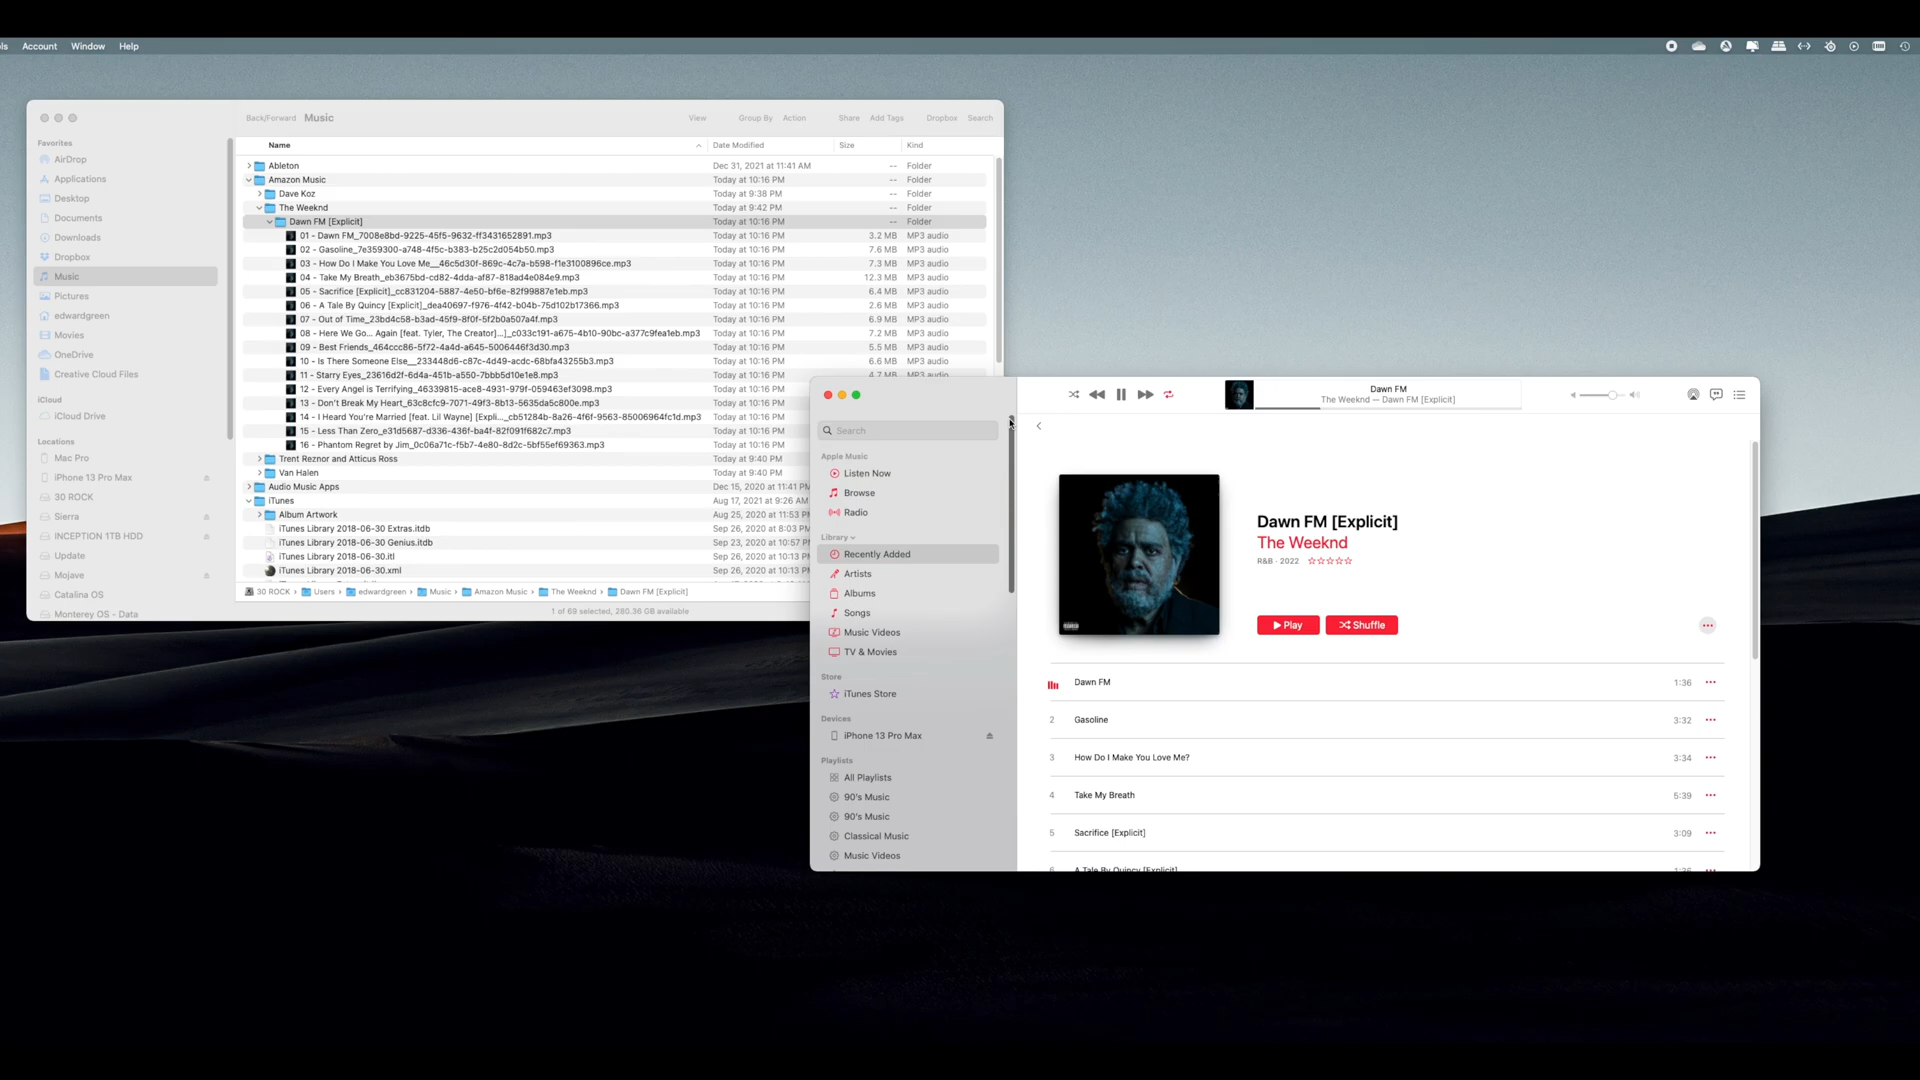 ls Account Window Help
Back/Forward Music View Group By Action Share Add Tags Dropbox Search
Favorites
AirDrop
Applications
Desktop
Documents
Downloads
Dropbox
Music
Pictures
edwardgreen
Movies
OneDrive
Creative Cloud Files
iCloud
iCloud Drive
Locations
Mac Pro
iPhone 13 Pro Max
30 ROCK
Sierra
INCEPTION 1TB HDD
Update
Mojave
Catalina OS
Monterey OS - Data
Name Date Modified Size Kind
Ableton Dec 31, 2021 at 11:41 AM -- Folder
Amazon Music Today at 10:16 PM -- Folder
Dave Koz Today at 9:38 PM -- Folder
The Weeknd Today at 9:42 PM -- Folder
Dawn FM [Explicit] Today at 10:16 PM -- Folder
01 - Dawn FM_7008e8bd-9225-45f5-9632-ff3431652891.mp3 Today at 10:16 PM 3.2 MB MP3 audio
02 - Gasoline_7e359300-a748-4f5c-b383-b25c2d054b50.mp3 Today at 10:16 PM 7.6 MB MP3 audio
03 - How Do I Make You Love Me__46c5d30f-869c-4c7a-b598-f1e3100896ce.mp3 Today at 10:16 PM 7.3 MB MP3 audio
04 - Take My Breath_eb3675bd-cd82-4dda-af87-818ad4e084e9.mp3 Today at 10:16 PM 12.3 MB MP3 audio
05 - Sacrifice [Explicit]_cc831204-5887-4e50-bf6e-82f99887e1eb.mp3 Today at 10:16 PM 6.4 MB MP3 audio
06 - A Tale By Quincy [Explicit]_dea40697-f976-4f42-b04b-75d102b17366.mp3 Today at 10:16 PM 2.6 MB MP3 audio
07 - Out of Time_23bd4c58-b3ad-45f9-8f0f-5f2b0a507a4f.mp3 Today at 10:16 PM 6.9 MB MP3 audio
08 - Here We Go... Again [feat. Tyler, The Creator]...]_c033c191-a675-4b10-90bc-a377c9fea1eb.mp3 Today at 10:16 PM 7.2 MB MP3 audio
09 - Best Friends_464ccc86-5f72-4a4d-a645-5006446f3d30.mp3 Today at 10:16 PM 5.5 MB MP3 audio
10 - Is There Someone Else__233448d6-c87c-4d49-acdc-68bfa43255b3.mp3 Today at 10:16 PM 6.6 MB MP3 audio
11 - Starry Eyes_23616d2f-6d4a-451b-a550-7bbb5d10e1e8.mp3 Today at 10:16 PM 4.7 MB MP3 audio
12 - Every Angel is Terrifying_46339815-ace8-4931-979f-059463ef3098.mp3 Today at 10:16 PM
13 - Don't Break My Heart_63c8cfc9-7071-49f3-8b13-5635da5c800e.mp3 Today at 10:16 PM
14 - I Heard You're Married [feat. Lil Wayne] [Expli..._cb51284b-8a26-4f6f-9563-85006964fc1d.mp3 Today at 10:16 PM
15 - Less Than Zero_e31d5687-d336-436f-ba4f-82f091f682c7.mp3 Today at 10:16 PM
16 - Phantom Regret by Jim_0c06a71c-f5b7-4e80-8d2c-5bf55ef69363.mp3 Today at 10:16 PM
Trent Reznor and Atticus Ross Today at 9:40 PM
Van Halen Today at 9:40 PM
Audio Music Apps Dec 15, 2020 at 11:41 PM
iTunes Aug 17, 2021 at 9:26 AM
Album Artwork Aug 25, 2020 at 11:53 P
iTunes Library 2018-06-30 Extras.itdb Sep 26, 2020 at 8:03 P
iTunes Library 2018-06-30 Genius.itdb Sep 23, 2020 at 10:57 P
iTunes Library 2018-06-30.itl Sep 26, 2020 at 10:13 P
iTunes Library 2018-06-30.xml Sep 26, 2020 at 10:13 P
30 ROCK › Users › edwardgreen › Music › Amazon Music › The Weeknd › Dawn FM [Explicit]
1 of 69 selected, 280.36 GB available
Search
Apple Music
Listen Now
Browse
Radio
Library
Recently Added
Artists
Albums
Songs
Music Videos
TV & Movies
Store
iTunes Store
Devices
iPhone 13 Pro Max
Playlists
All Playlists
90's Music
90's Music
Classical Music
Music Videos
Dawn FM
The Weeknd — Dawn FM [Explicit]
Dawn FM [Explicit]
The Weeknd
R&B · 2022 ☆☆☆☆☆
Play Shuffle
Dawn FM 1:36
2 Gasoline 3:32
3 How Do I Make You Love Me? 3:34
4 Take My Breath 5:39
5 Sacrifice [Explicit] 3:09
6 A Tale By Quincy [Explicit] 1:36